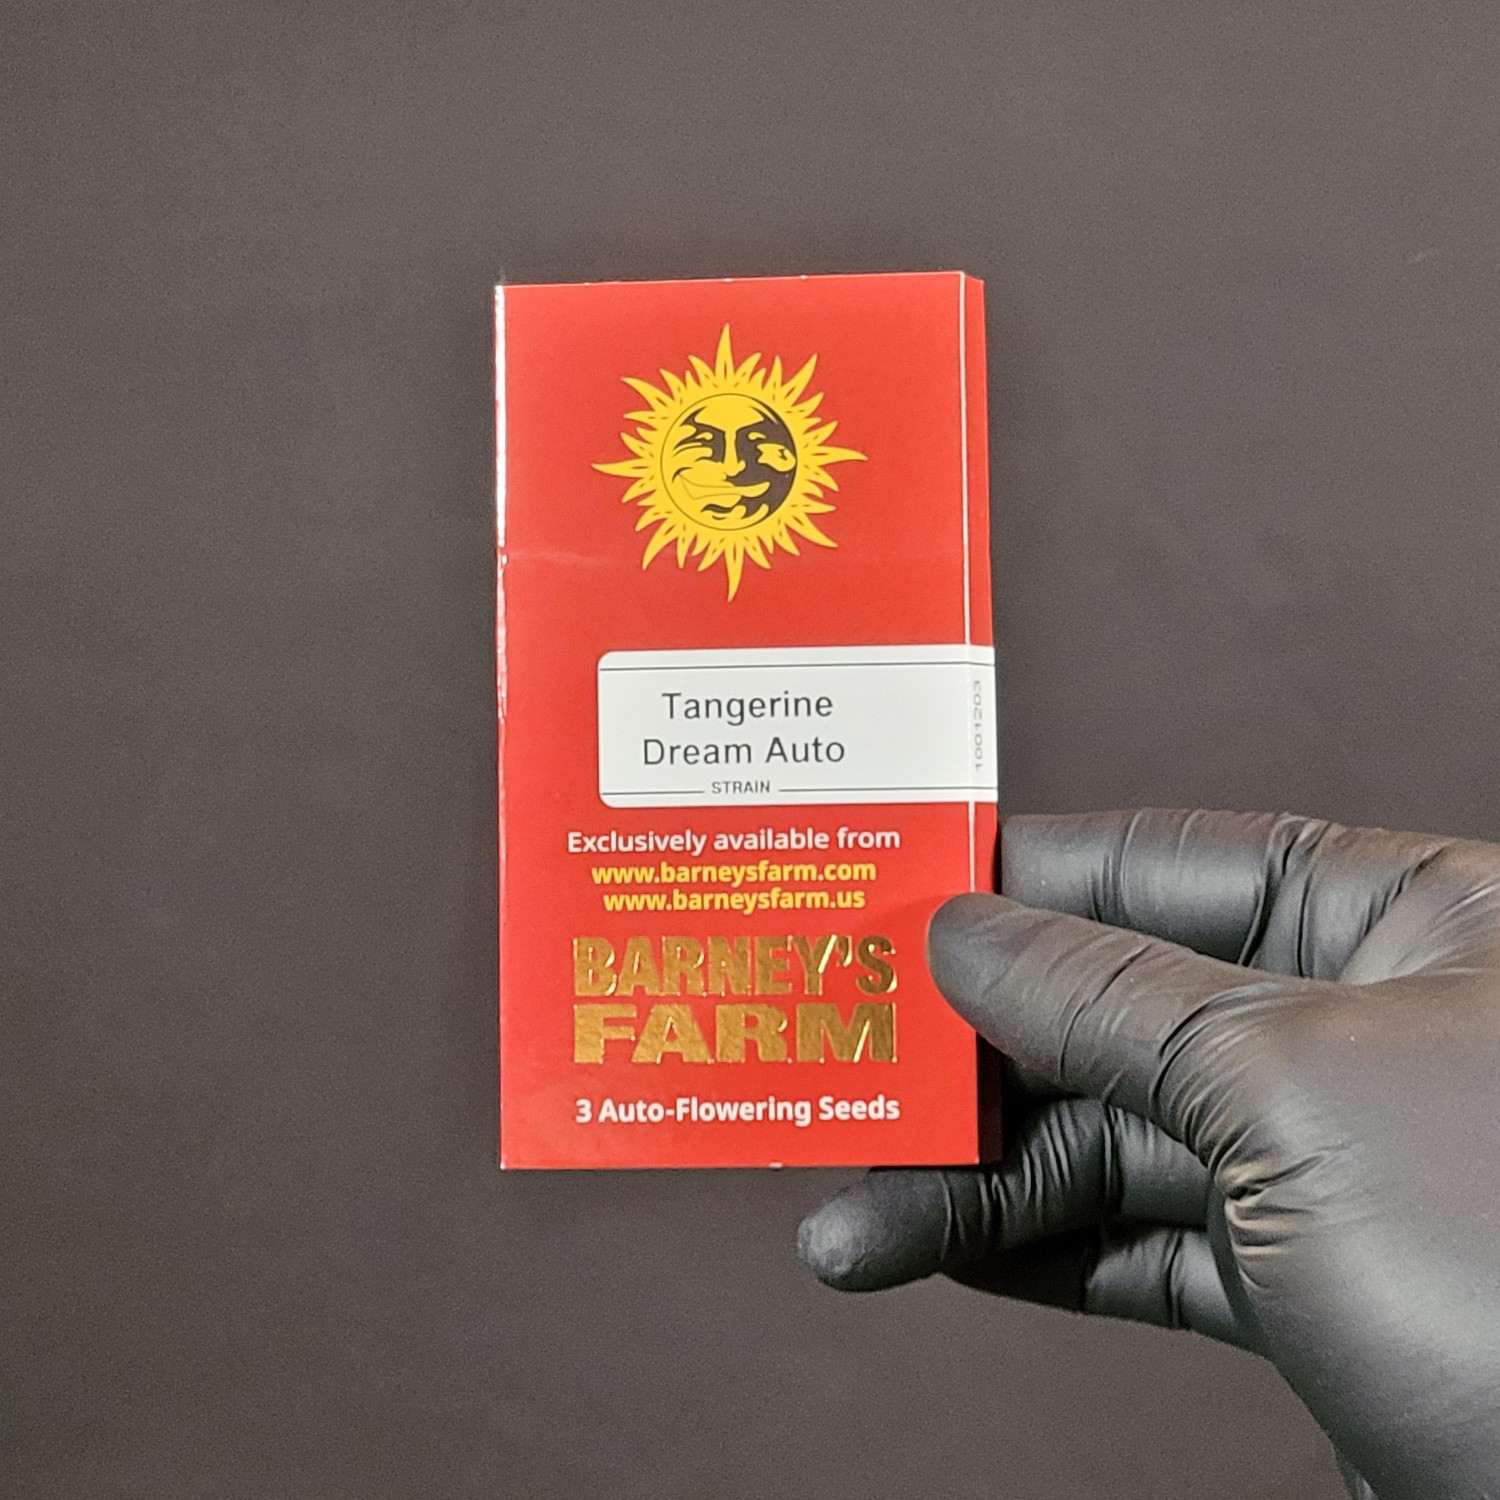 Tangerine
Dream Auto
STRAIN
1001203
Exclusively available from
www.barneysfarm.com
www.barneysfarm.us
BARNEY'S
FARM
3 Auto-Flowering Seeds